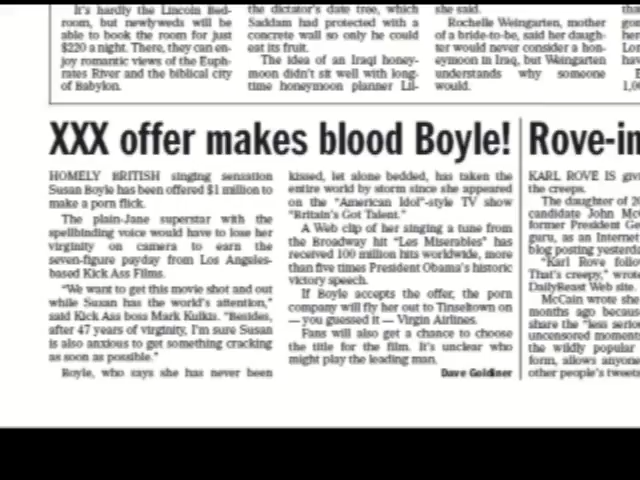 It's hardly the Lincoln Bed-
room, but newlyweds will be
able to book the room for just
$220 a night. There, they can en-
joy romantic views of the Euph-
rates River and the biblical city
of Babylon.
the dictator's date tree, which
Saddam had protected with a
concrete wall so only he could
eat its fruit.
The idea of an Iraqi honey-
moon didn't sit well with long-
time honeymoon planner Lil-
she said.
Rochelle Weingarten, mother
of a bride-to-be, said her daugh-
ter would never consider a hon-
eymoon in Iraq, but Weingarten
understands why someone
would.
XXX offer makes blood Boyle!
HOMELY BRITISH singing sensation
Susan Boyle has been offered $1 million to
make a porn flick.
The plain-Jane superstar with the
spellbinding voice would have to lose her
virginity on camera to earn the
seven-figure payday from Los Angeles-
based Kick Ass Films.
"We want to get this movie shot and out
while Susan has the world's attention,"
said Kick Ass boss Mark Kulkis. "Besides,
after 47 years of virginity, I'm sure Susan
is also anxious to get something cracking
as soon as possible."
Boyle, who says she has never been
kissed, let alone bedded, has taken the
entire world by storm since she appeared
on the "American Idol"-style TV show
"Britain's Got Talent."
A Web clip of her singing a tune from
the Broadway hit "Les Miserables" has
received 100 million hits worldwide, more
than five times President Obama's historic
victory speech.
If Boyle accepts the offer, the porn
company will fly her out to Tinseltown on
— you guessed it — Virgin Airlines.
Fans will also get a chance to choose
the title for the film. It's unclear who
might play the leading man.
Dave Goldiner
Rove-in
KARL ROVE IS givi
the creeps.
The daughter of 20
candidate John McC
former President Ge
guru, as an Internet
blog posting yesterda
"Karl Rove follo
That's creepy," wrote
DailyBeast Web site.
McCain wrote she
months ago because
share the "less serio
uncensored moments
the wildly popular
form, allows anyone
other people's tweets